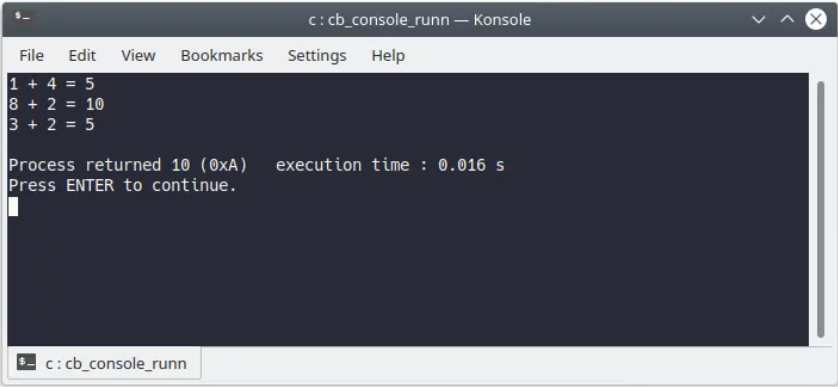 c : cb_console_runn — Konsole
File Edit View Bookmarks Settings Help
1 + 4 = 5
8 + 2 = 10
3 + 2 = 5
Process returned 10 (0xA)   execution time : 0.016 s
Press ENTER to continue.
c : cb_console_runn